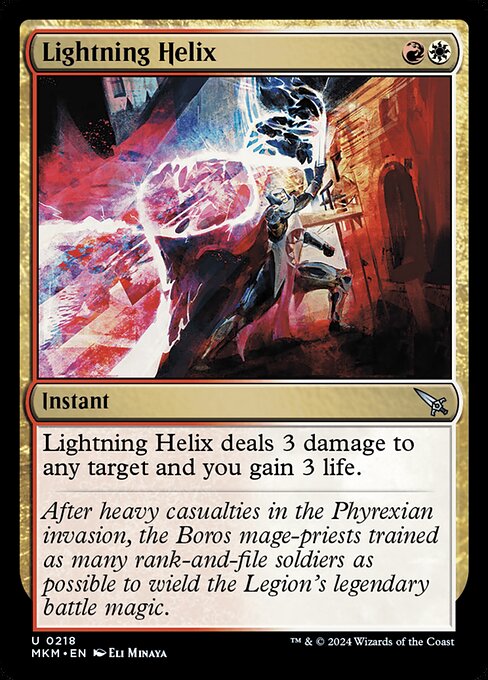 Lightning Helix
Instant
Lightning Helix deals 3 damage to
any target and you gain 3 life.
After heavy casualties in the Phyrexian
invasion, the Boros mage-priests trained
as many rank-and-file soldiers as
possible to wield the Legion's legendary
battle magic.
U 0218
MKM • EN Eli Minaya
™ & © 2024 Wizards of the Coast